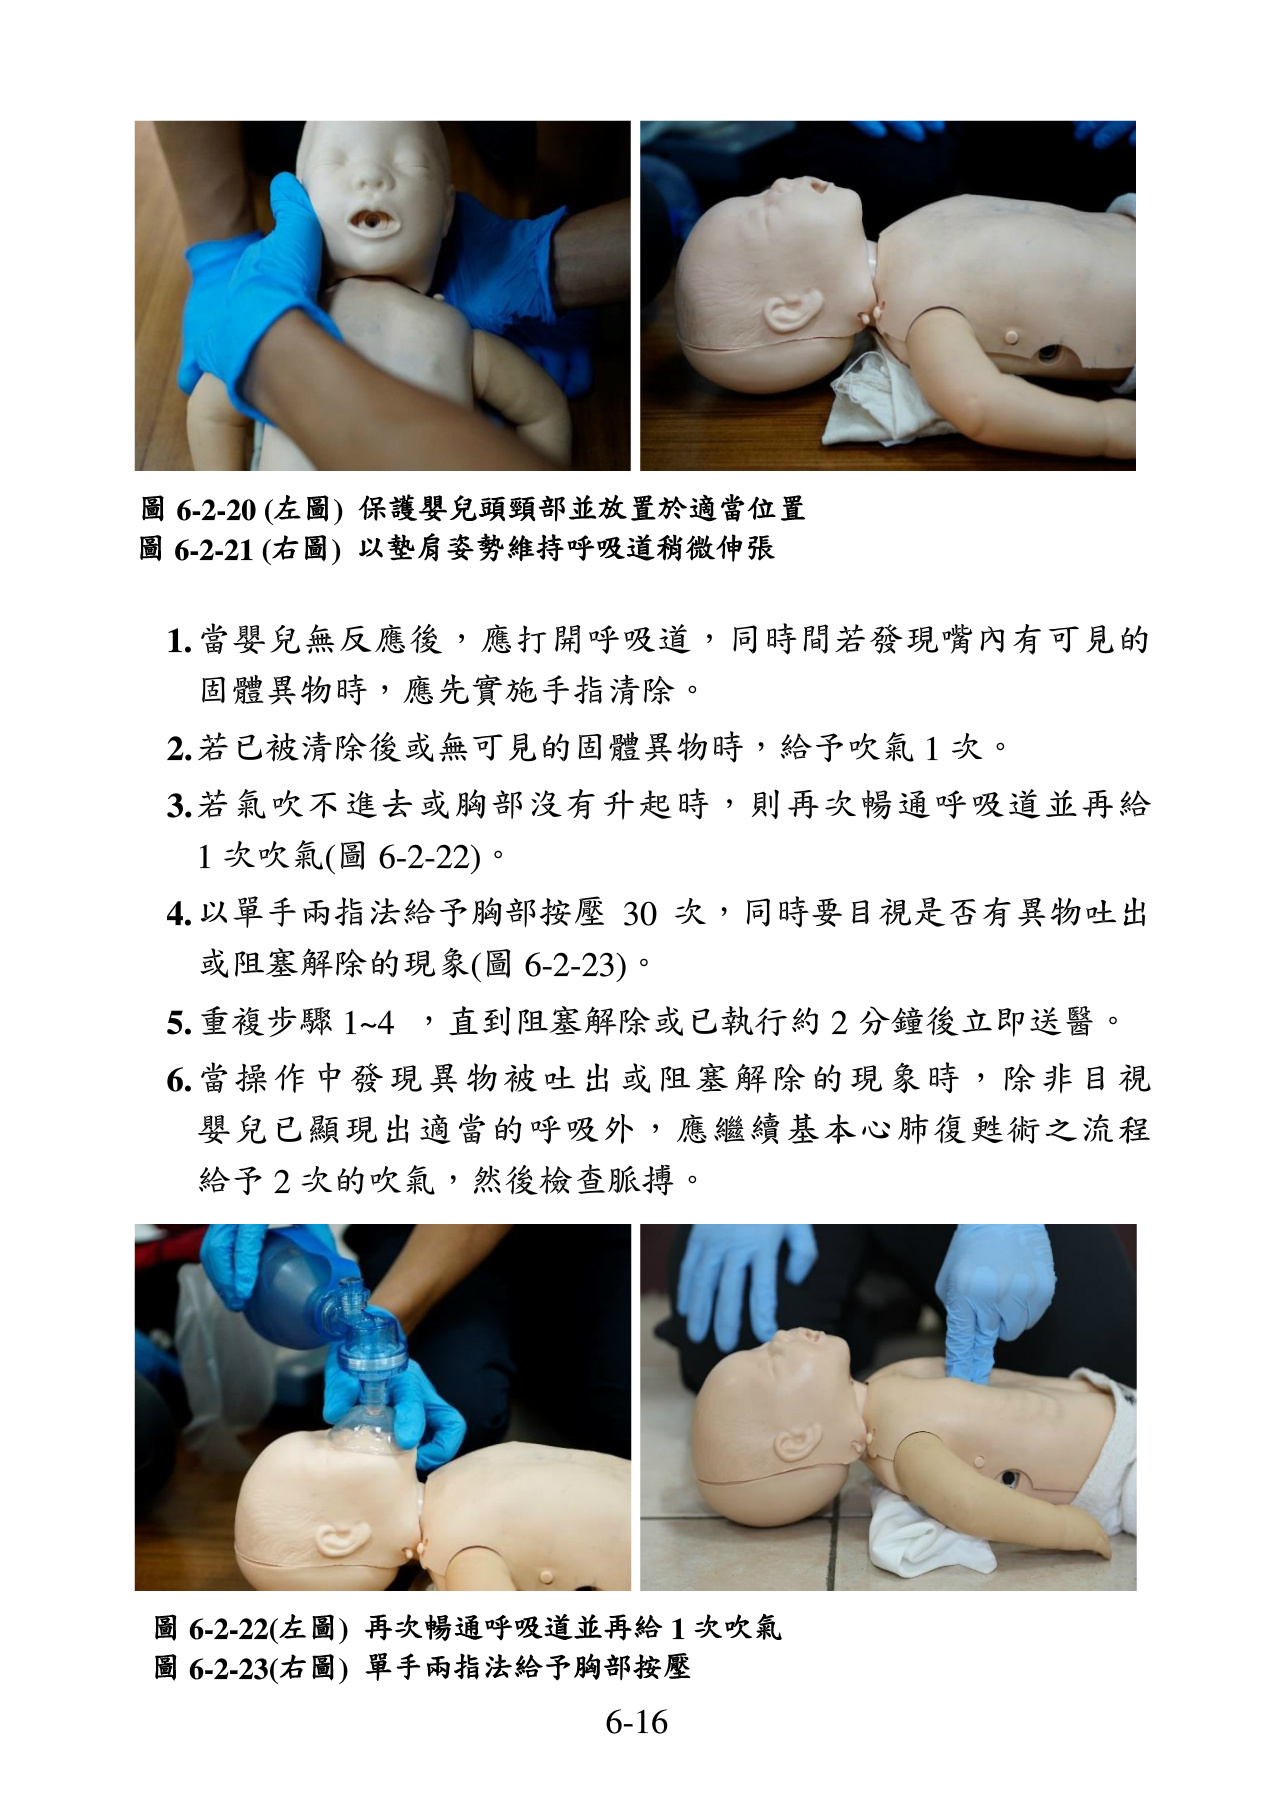 圖 6-2-20 (左圖) 保護嬰兒頭頸部並放置於適當位置
圖 6-2-21 (右圖) 以墊肩姿勢維持呼吸道稍微伸張
1. 當嬰兒無反應後，應打開呼吸道，同時間若發現嘴內有可見的
固體異物時，應先實施手指清除。
2. 若已被清除後或無可見的固體異物時，給予吹氣 1 次。
3. 若氣吹不進去或胸部沒有升起時，則再次暢通呼吸道並再給
1 次吹氣(圖 6-2-22)。
4. 以單手兩指法給予胸部按壓 30 次，同時要目視是否有異物吐出
或阻塞解除的現象(圖 6-2-23)。
5. 重複步驟 1~4 ，直到阻塞解除或已執行約 2 分鐘後立即送醫。
6. 當操作中發現異物被吐出或阻塞解除的現象時，除非目視
嬰兒已顯現出適當的呼吸外，應繼續基本心肺復甦術之流程
給予 2 次的吹氣，然後檢查脈搏。
圖 6-2-22(左圖) 再次暢通呼吸道並再給 1 次吹氣
圖 6-2-23(右圖) 單手兩指法給予胸部按壓
6-16